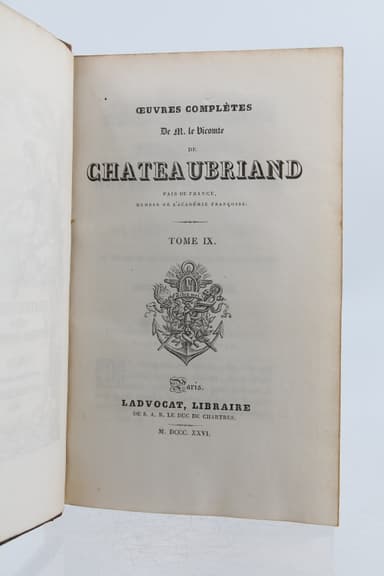 ŒUVRES COMPLÈTES
De M. le Vicomte
DE
CHATEAUBRIAND
PAIR DE FRANCE,
MEMBRE DE L'ACADÉMIE FRANÇOISE.
TOME IX.
Paris.
LADVOCAT, LIBRAIRE
DE S. A. R. LE DUC DE CHARTRES.
M. DCCC. XXVI.